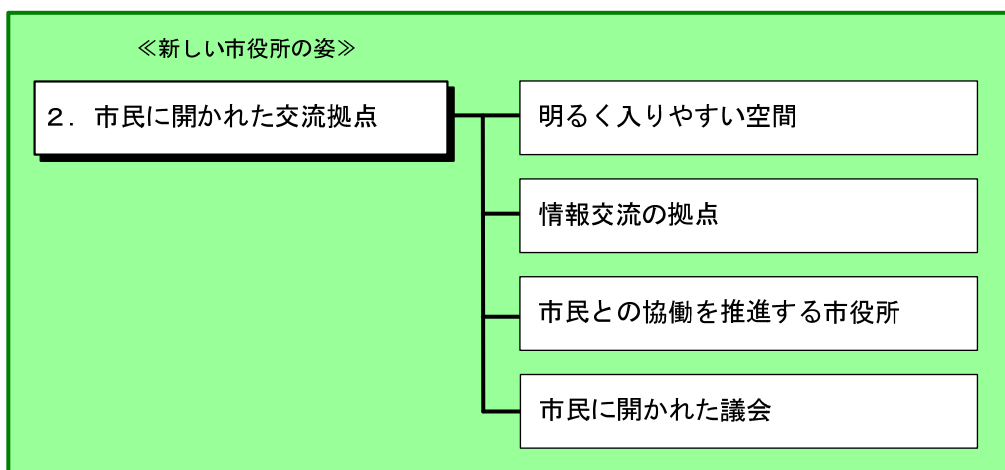 ≪新しい市役所の姿≫
２．市民に開かれた交流拠点
明るく入りやすい空間
情報交流の拠点
市民との協働を推進する市役所
市民に開かれた議会